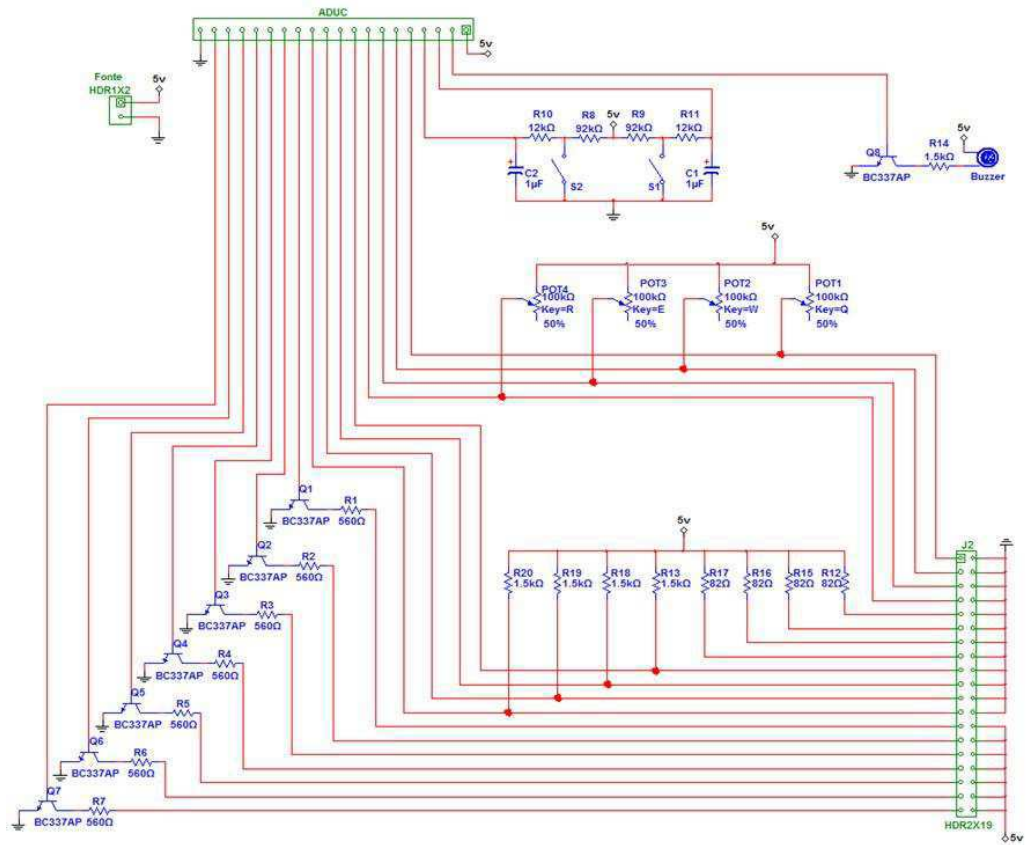 ADUC
5v
Fonte
HDR1X2
5v
R10
12kΩ
R8
92kΩ
5v
R9
92kΩ
R11
12kΩ
C2
1µF
S2
S1
C1
1µF
Q8
BC337AP
R14
1.5kΩ
5v
Buzzer
5v
POT4
100kΩ
Key=R
50%
POT3
100kΩ
Key=E
50%
POT2
100kΩ
Key=W
50%
POT1
100kΩ
Key=Q
50%
Q1
BC337AP
R1
560Ω
Q2
BC337AP
R2
560Ω
Q3
BC337AP
R3
560Ω
Q4
BC337AP
R4
560Ω
Q5
BC337AP
R5
560Ω
Q6
BC337AP
R6
560Ω
Q7
BC337AP
R7
560Ω
5v
R20
1.5kΩ
R19
1.5kΩ
R18
1.5kΩ
R13
1.5kΩ
R17
82Ω
R16
82Ω
R15
82Ω
R12
82Ω
J2
HDR2X19
5v